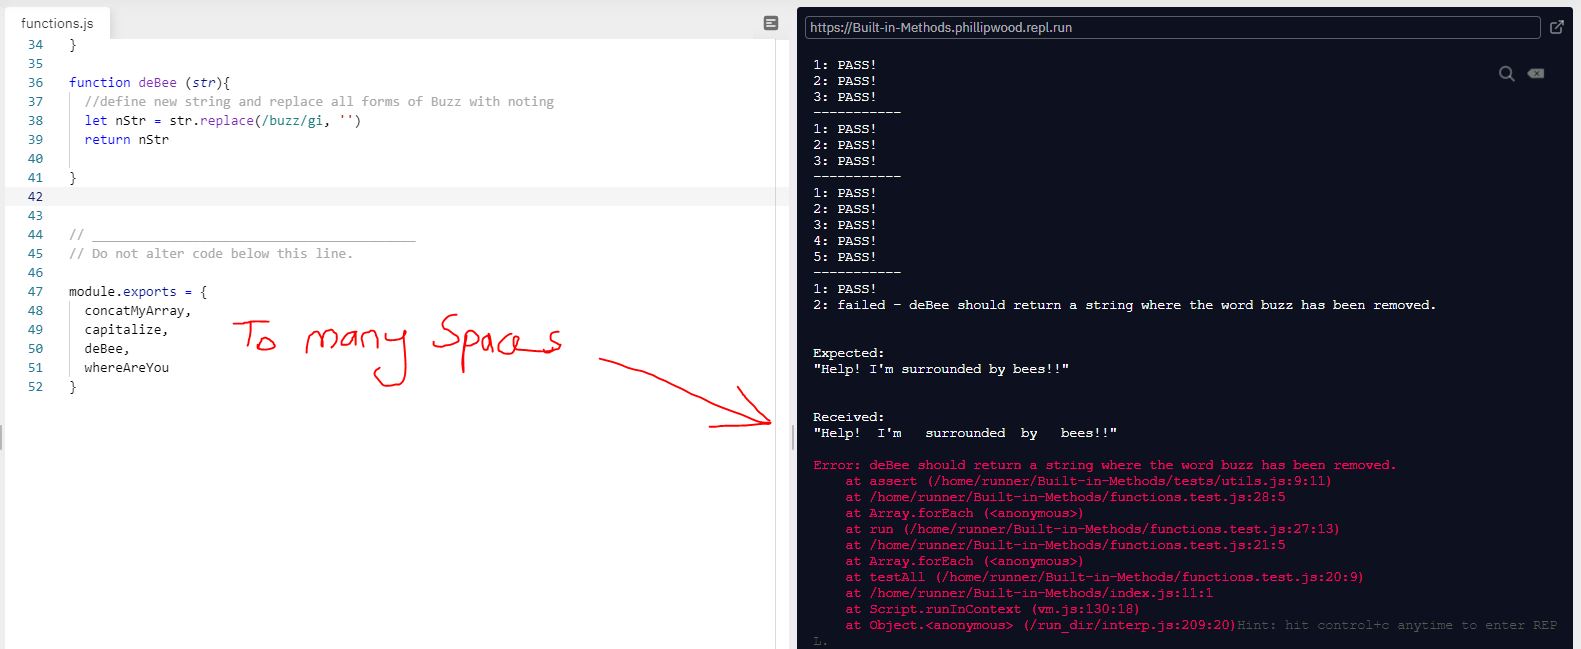 functions.js
34 }
35
36 function deBee (str){
37 //define new string and replace all forms of Buzz with noting
38 let nStr = str.replace(/buzz/gi, '')
39 return nStr
40
41 }
42
43
44 // _________________________________________
45 // Do not alter code below this line.
46
47 module.exports = {
48 concatMyArray,
49 capitalize,
50 deBee,
51 whereAreYou
52 }
To many Spaces
https://Built-in-Methods.phillipwood.repl.run
1: PASS!
2: PASS!
3: PASS!
-----------
1: PASS!
2: PASS!
3: PASS!
-----------
1: PASS!
2: PASS!
3: PASS!
4: PASS!
5: PASS!
-----------
1: PASS!
2: failed - deBee should return a string where the word buzz has been removed.
Expected:
"Help! I'm surrounded by bees!!"
Received:
"Help!  I'm   surrounded  by   bees!!"
Error: deBee should return a string where the word buzz has been removed.
at assert (/home/runner/Built-in-Methods/tests/utils.js:9:11)
at /home/runner/Built-in-Methods/functions.test.js:28:5
at Array.forEach (<anonymous>)
at run (/home/runner/Built-in-Methods/functions.test.js:27:13)
at /home/runner/Built-in-Methods/functions.test.js:21:5
at Array.forEach (<anonymous>)
at testAll (/home/runner/Built-in-Methods/functions.test.js:20:9)
at /home/runner/Built-in-Methods/index.js:11:1
at Script.runInContext (vm.js:130:18)
at Object.<anonymous> (/run_dir/interp.js:209:20)Hint: hit control+c anytime to enter REP
L.